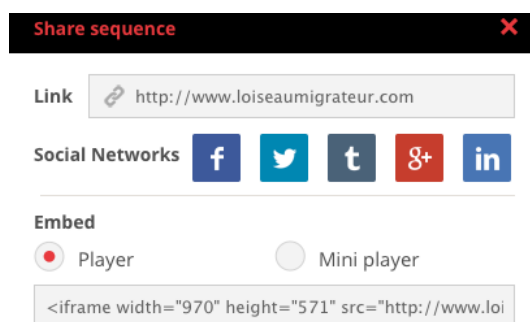 Share sequence ×
Link http://www.loiseaumigrateur.com
Social Networks f t g+ in
Embed
Player Mini player
<iframe width="970" height="571" src="http://www.loi